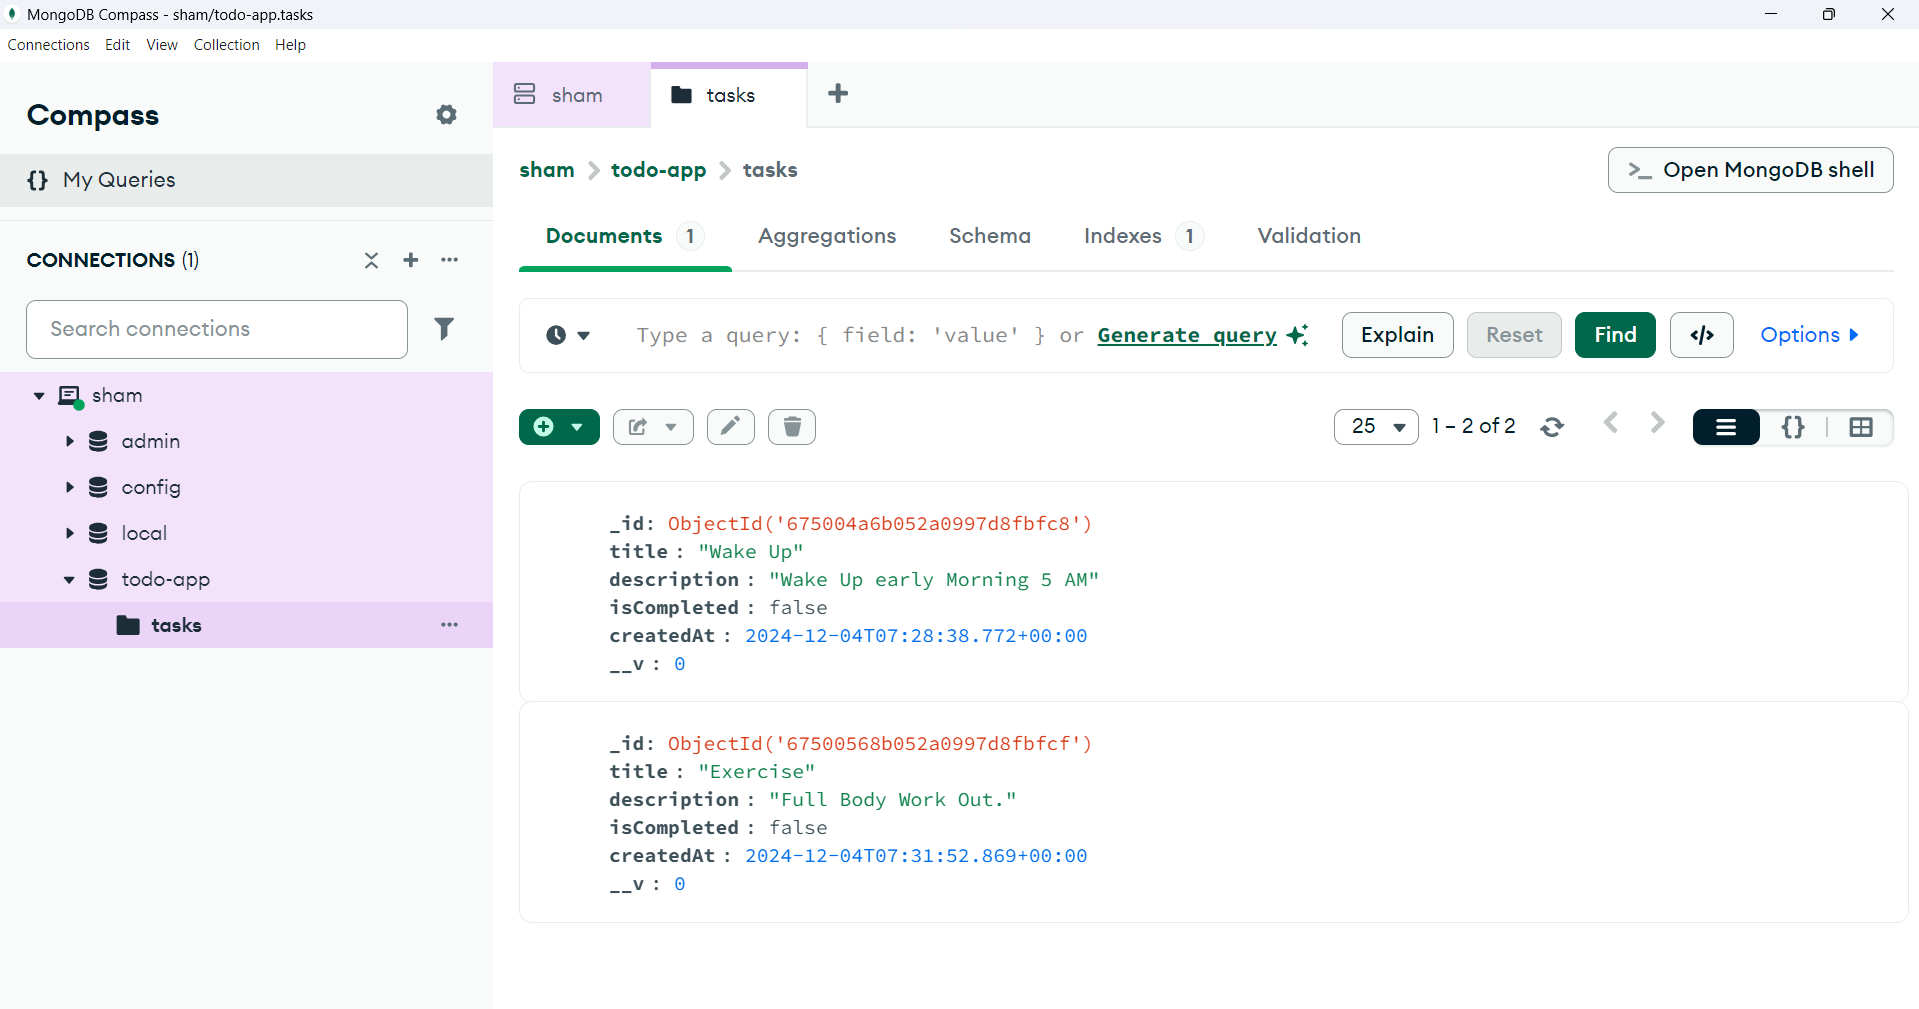 MongoDB Compass - sham/todo-app.tasks
Connections Edit View Collection Help
Compass
{} My Queries
CONNECTIONS (1)
Search connections
sham
admin
config
local
todo-app
tasks
sham
tasks
sham > todo-app > tasks
>_ Open MongoDB shell
Documents 1 Aggregations Schema Indexes 1 Validation
Type a query: { field: 'value' } or Generate query
Explain Reset Find </> Options
25 1 – 2 of 2 {}
_id: ObjectId('675004a6b052a0997d8fbfc8')
title : "Wake Up"
description : "Wake Up early Morning 5 AM"
isCompleted : false
createdAt : 2024-12-04T07:28:38.772+00:00
__v : 0
_id: ObjectId('67500568b052a0997d8fbfcf')
title : "Exercise"
description : "Full Body Work Out."
isCompleted : false
createdAt : 2024-12-04T07:31:52.869+00:00
__v : 0